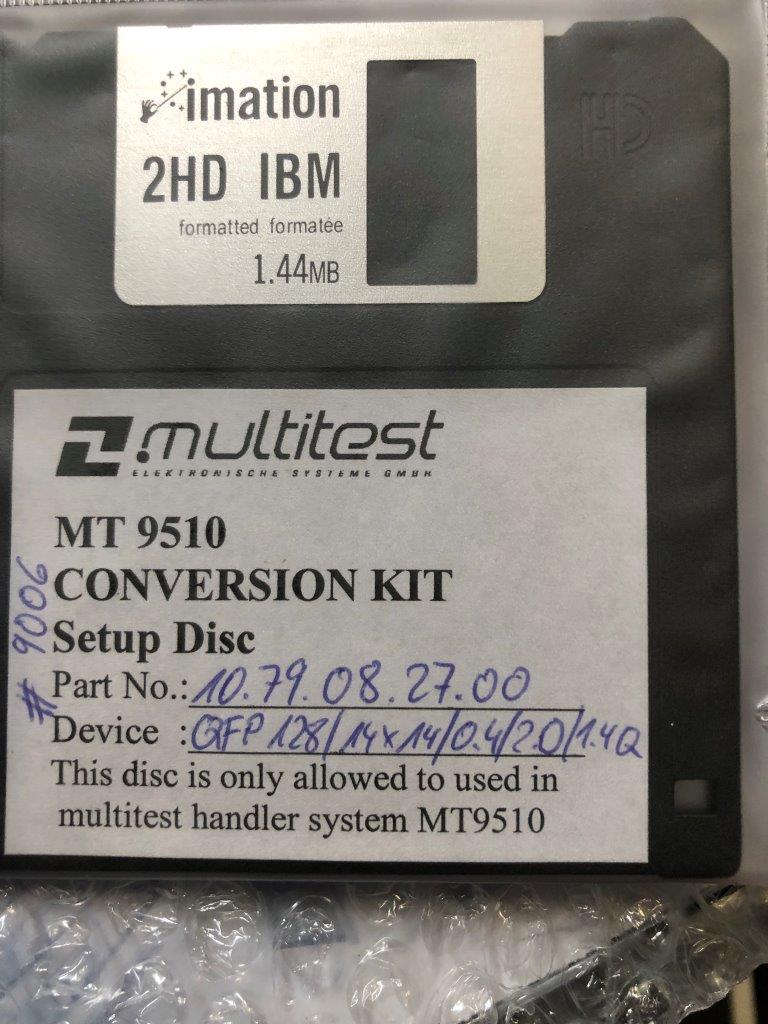 imation
2HD IBM
formatted formatée
1.44MB
HD
multitest
ELEKTRONISCHE SYSTEME GMBH
MT 9510
CONVERSION KIT
# 9006
Setup Disc
Part No.: 10.79.08.27.00
Device : QFP 128/14x14/0.4/2.0/1.4Q
This disc is only allowed to used in
multitest handler system MT9510